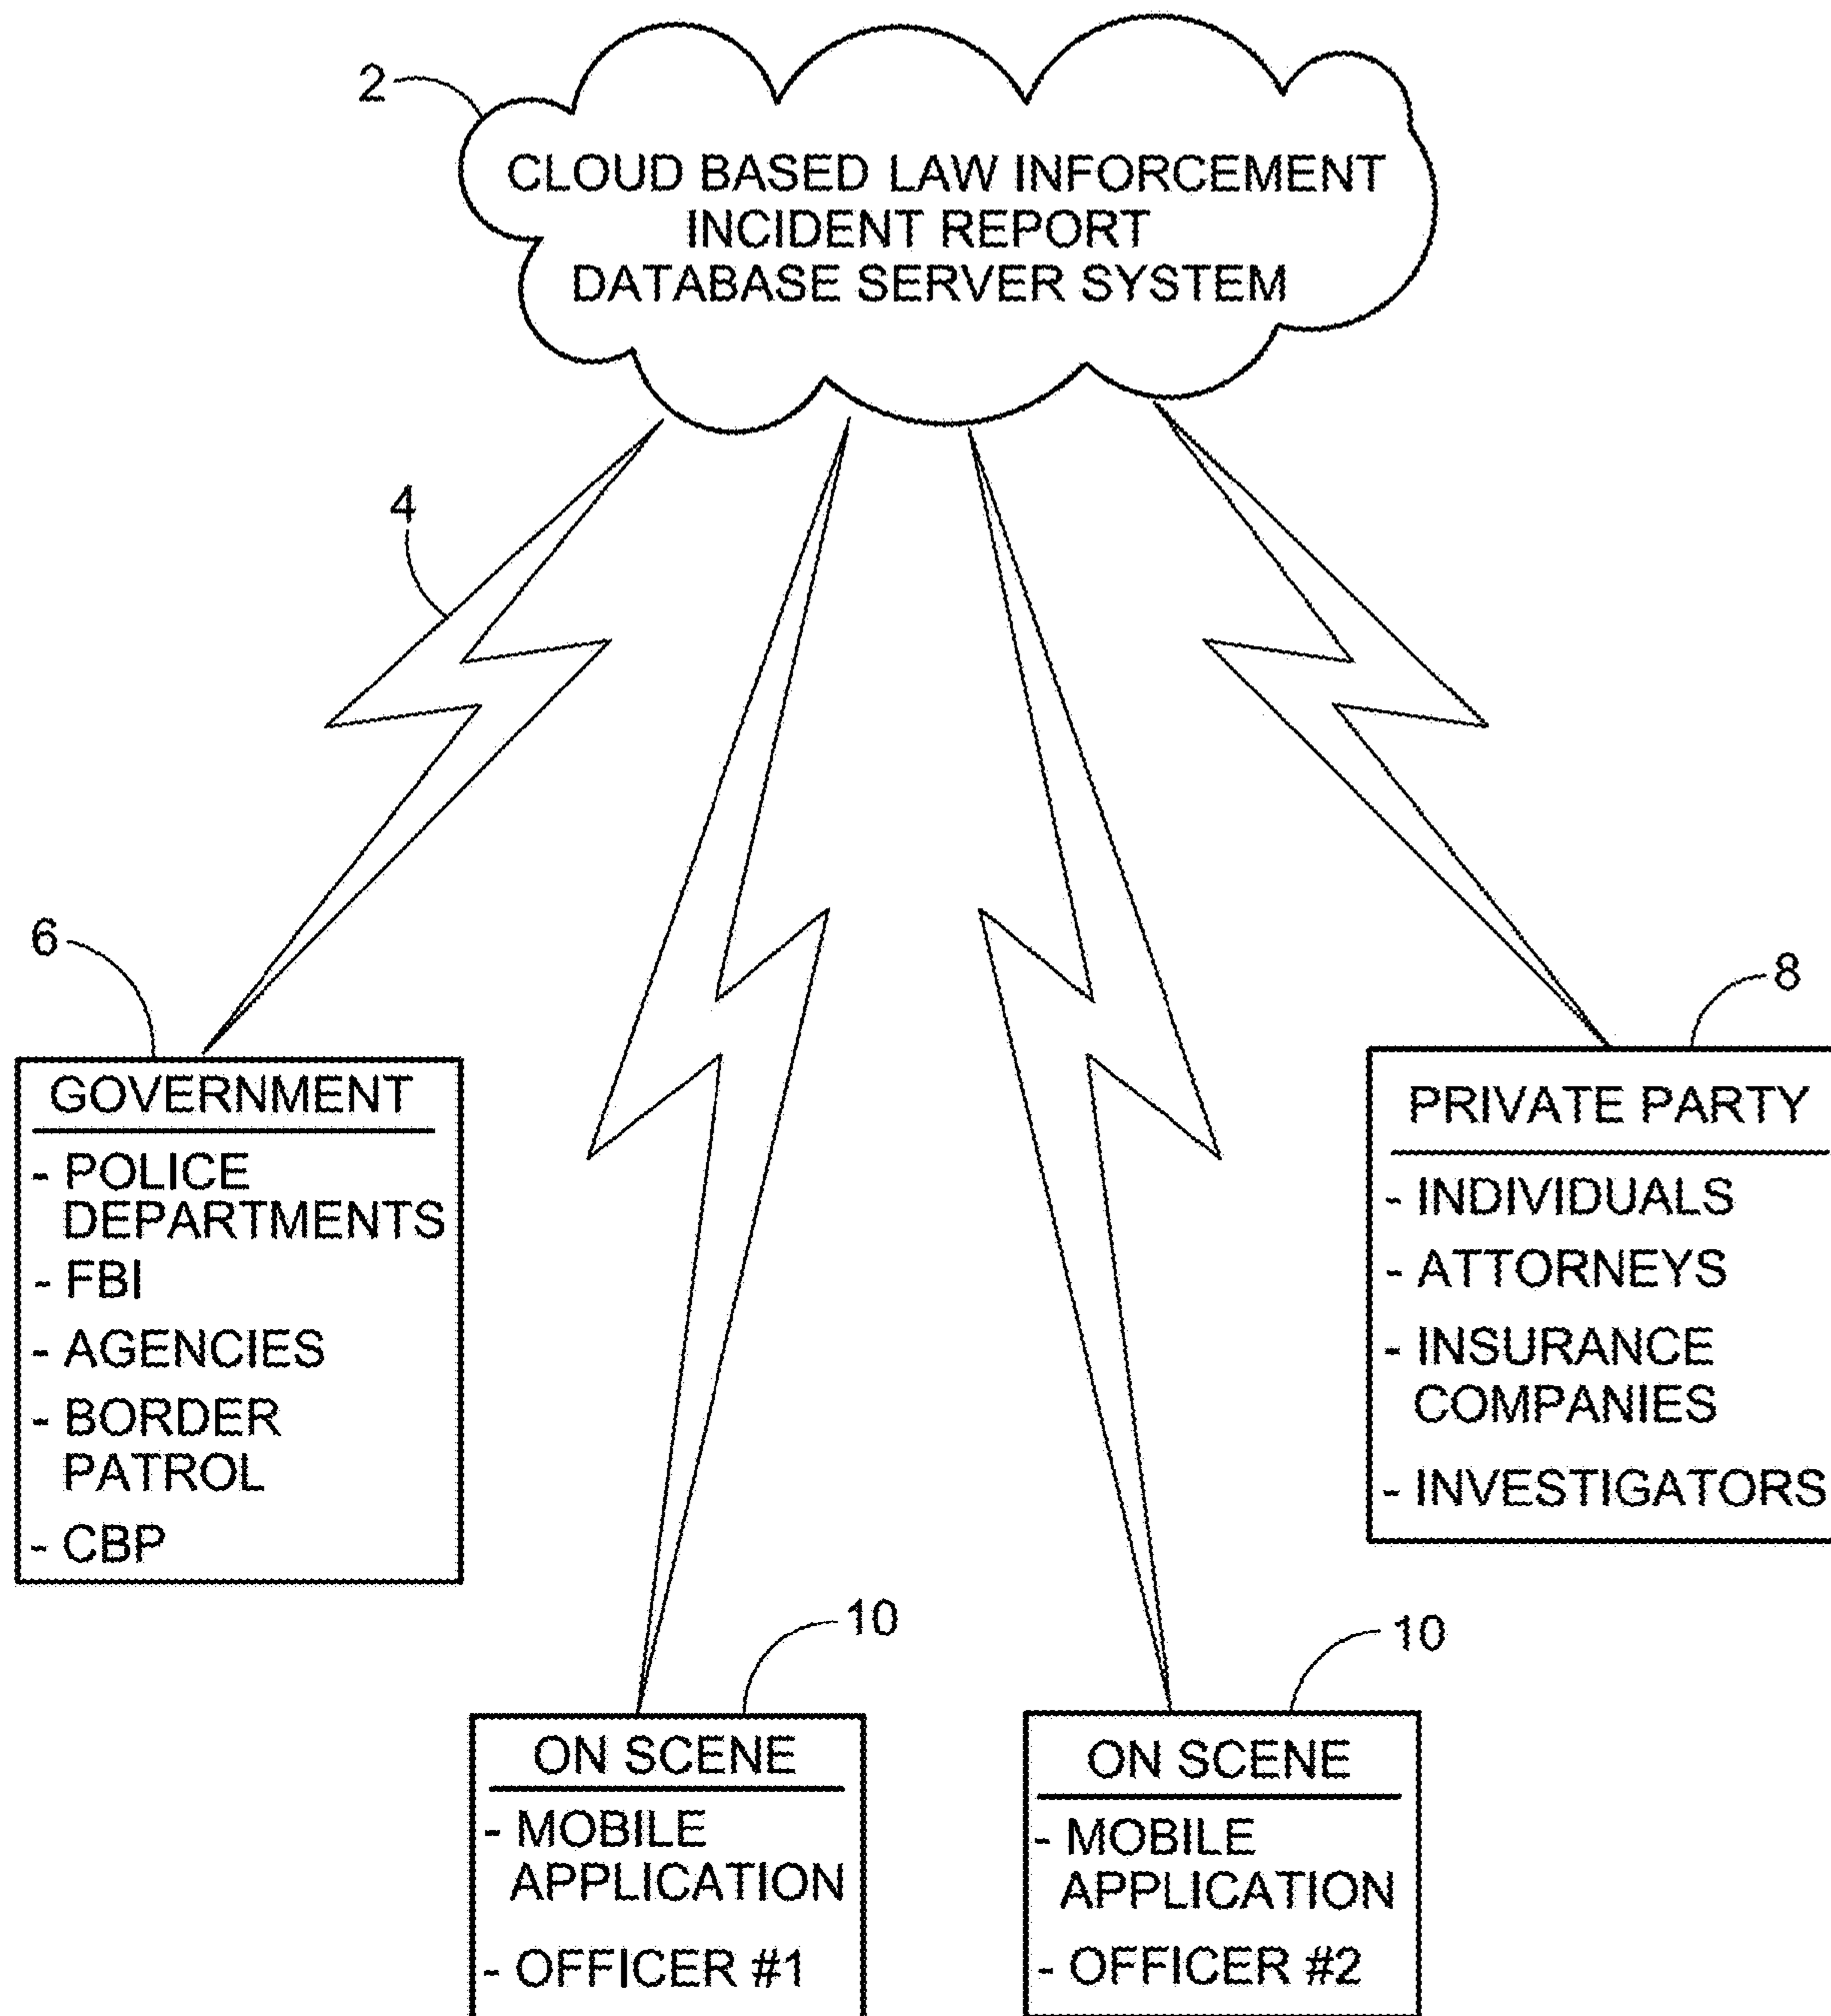 2
CLOUD BASED LAW INFORCEMENT
INCIDENT REPORT
DATABASE SERVER SYSTEM
4
6
GOVERNMENT
- POLICE
DEPARTMENTS
- FBI
- AGENCIES
- BORDER
PATROL
- CBP
8
PRIVATE PARTY
- INDIVIDUALS
- ATTORNEYS
- INSURANCE
COMPANIES
- INVESTIGATORS
10
ON SCENE
- MOBILE
APPLICATION
- OFFICER #1
10
ON SCENE
- MOBILE
APPLICATION
- OFFICER #2